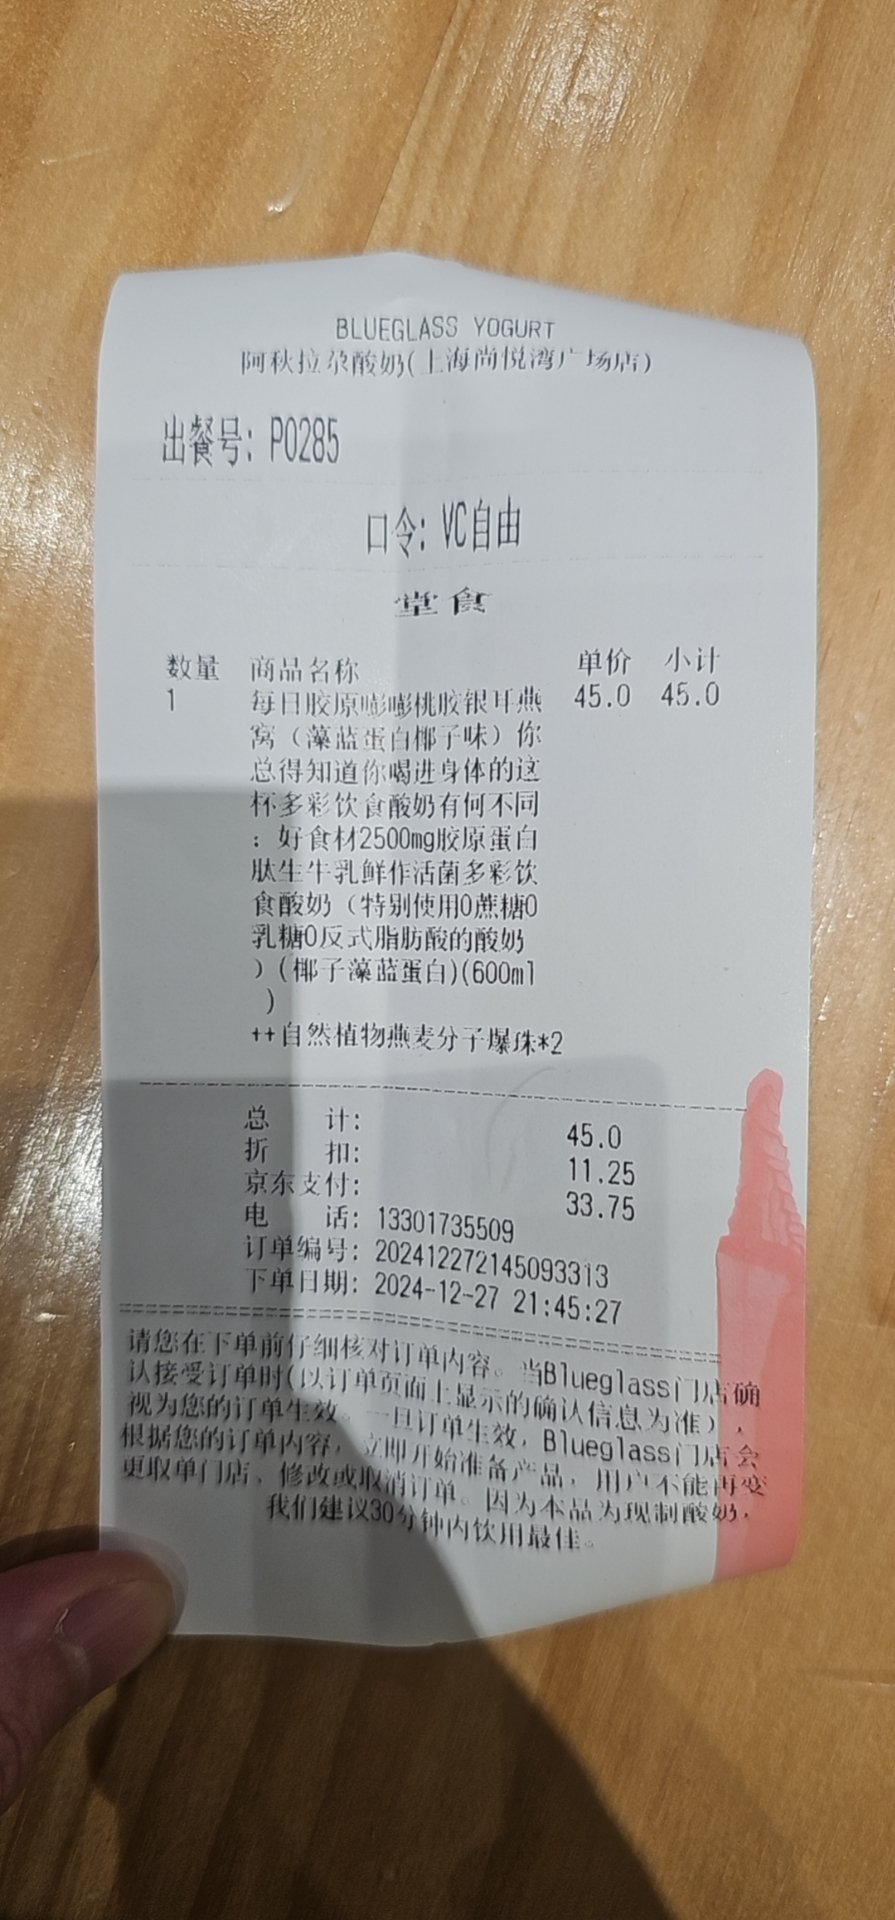 BLUEGLASS YOGURT
阿秋拉尕酸奶(上海尚悦湾广场店)
出餐号: P0285
口令: VC自由
堂食
数量 商品名称 单价 小计
1 每日胶原嘭嘭桃胶银耳燕 45.0 45.0
窝（藻蓝蛋白椰子味）你
总得知道你喝进身体的这
杯多彩饮食酸奶有何不同
：好食材2500mg胶原蛋白
肽生牛乳鲜作活菌多彩饮
食酸奶（特别使用0蔗糖0
乳糖0反式脂肪酸的酸奶
）(椰子藻蓝蛋白)(600ml
)
++自然植物燕麦分子爆珠*2
总 计: 45.0
折 扣: 11.25
京东支付: 33.75
电 话: 13301735509
订单编号: 202412272145093313
下单日期: 2024-12-27 21:45:27
请您在下单前仔细核对订单内容。当Blueglass门店确
认接受订单时(以订单页面上显示的确认信息为准)，
视为您的订单生效。一旦订单生效，Blueglass门店会
根据您的订单内容，立即开始准备产品，用户不能再变
更取单门店、修改或取消订单。因为本品为现制酸奶，
我们建议30分钟内饮用最佳。